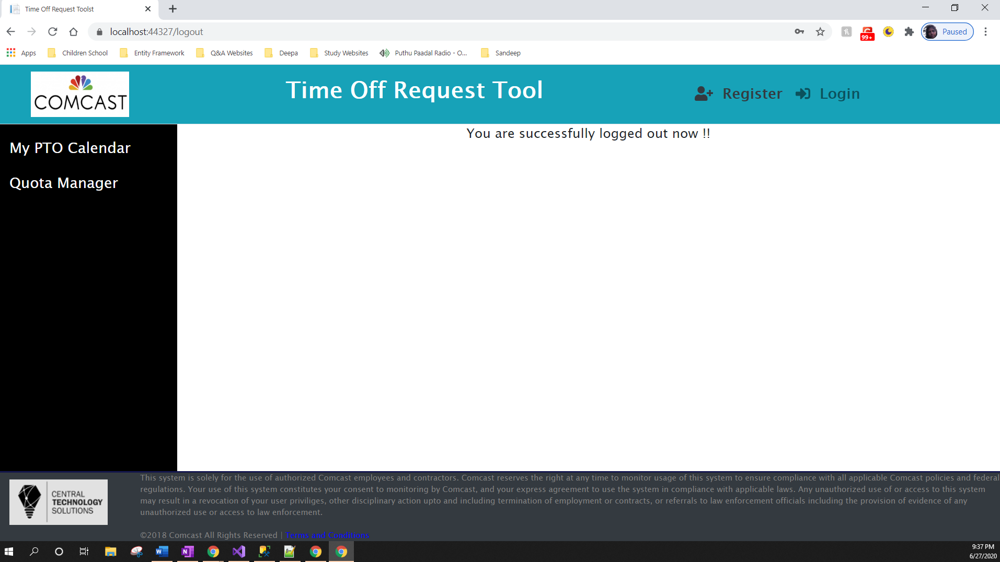 Time Off Request Toolst
localhost:44327/logout
99+
Paused
Apps
Children School
Entity Framework
Q&A Websites
Deepa
Study Websites
Puthu Paadal Radio - O...
Sandeep
COMCAST
Time Off Request Tool
Register
Login
You are successfully logged out now !!
My PTO Calendar
Quota Manager
CENTRAL
TECHNOLOGY
SOLUTIONS
This system is solely for the use of authorized Comcast employees and contractors. Comcast reserves the right at any time to monitor usage of this system to ensure compliance with all applicable Comcast policies and federal
regulations. Your use of this system constitutes your consent to monitoring by Comcast, and your express agreement to use the system in compliance with applicable laws. Any unauthorized use of or access to this system
may result in a revocation of your user priviliges, other disciplinary action upto and including termination of employment or contracts, or referrals to law enforcement officials including the provision of evidence of any
unauthorized use or access to law enforcement.
©2018 Comcast All Rights Reserved | Terms and Conditions
9:37 PM
6/27/2020